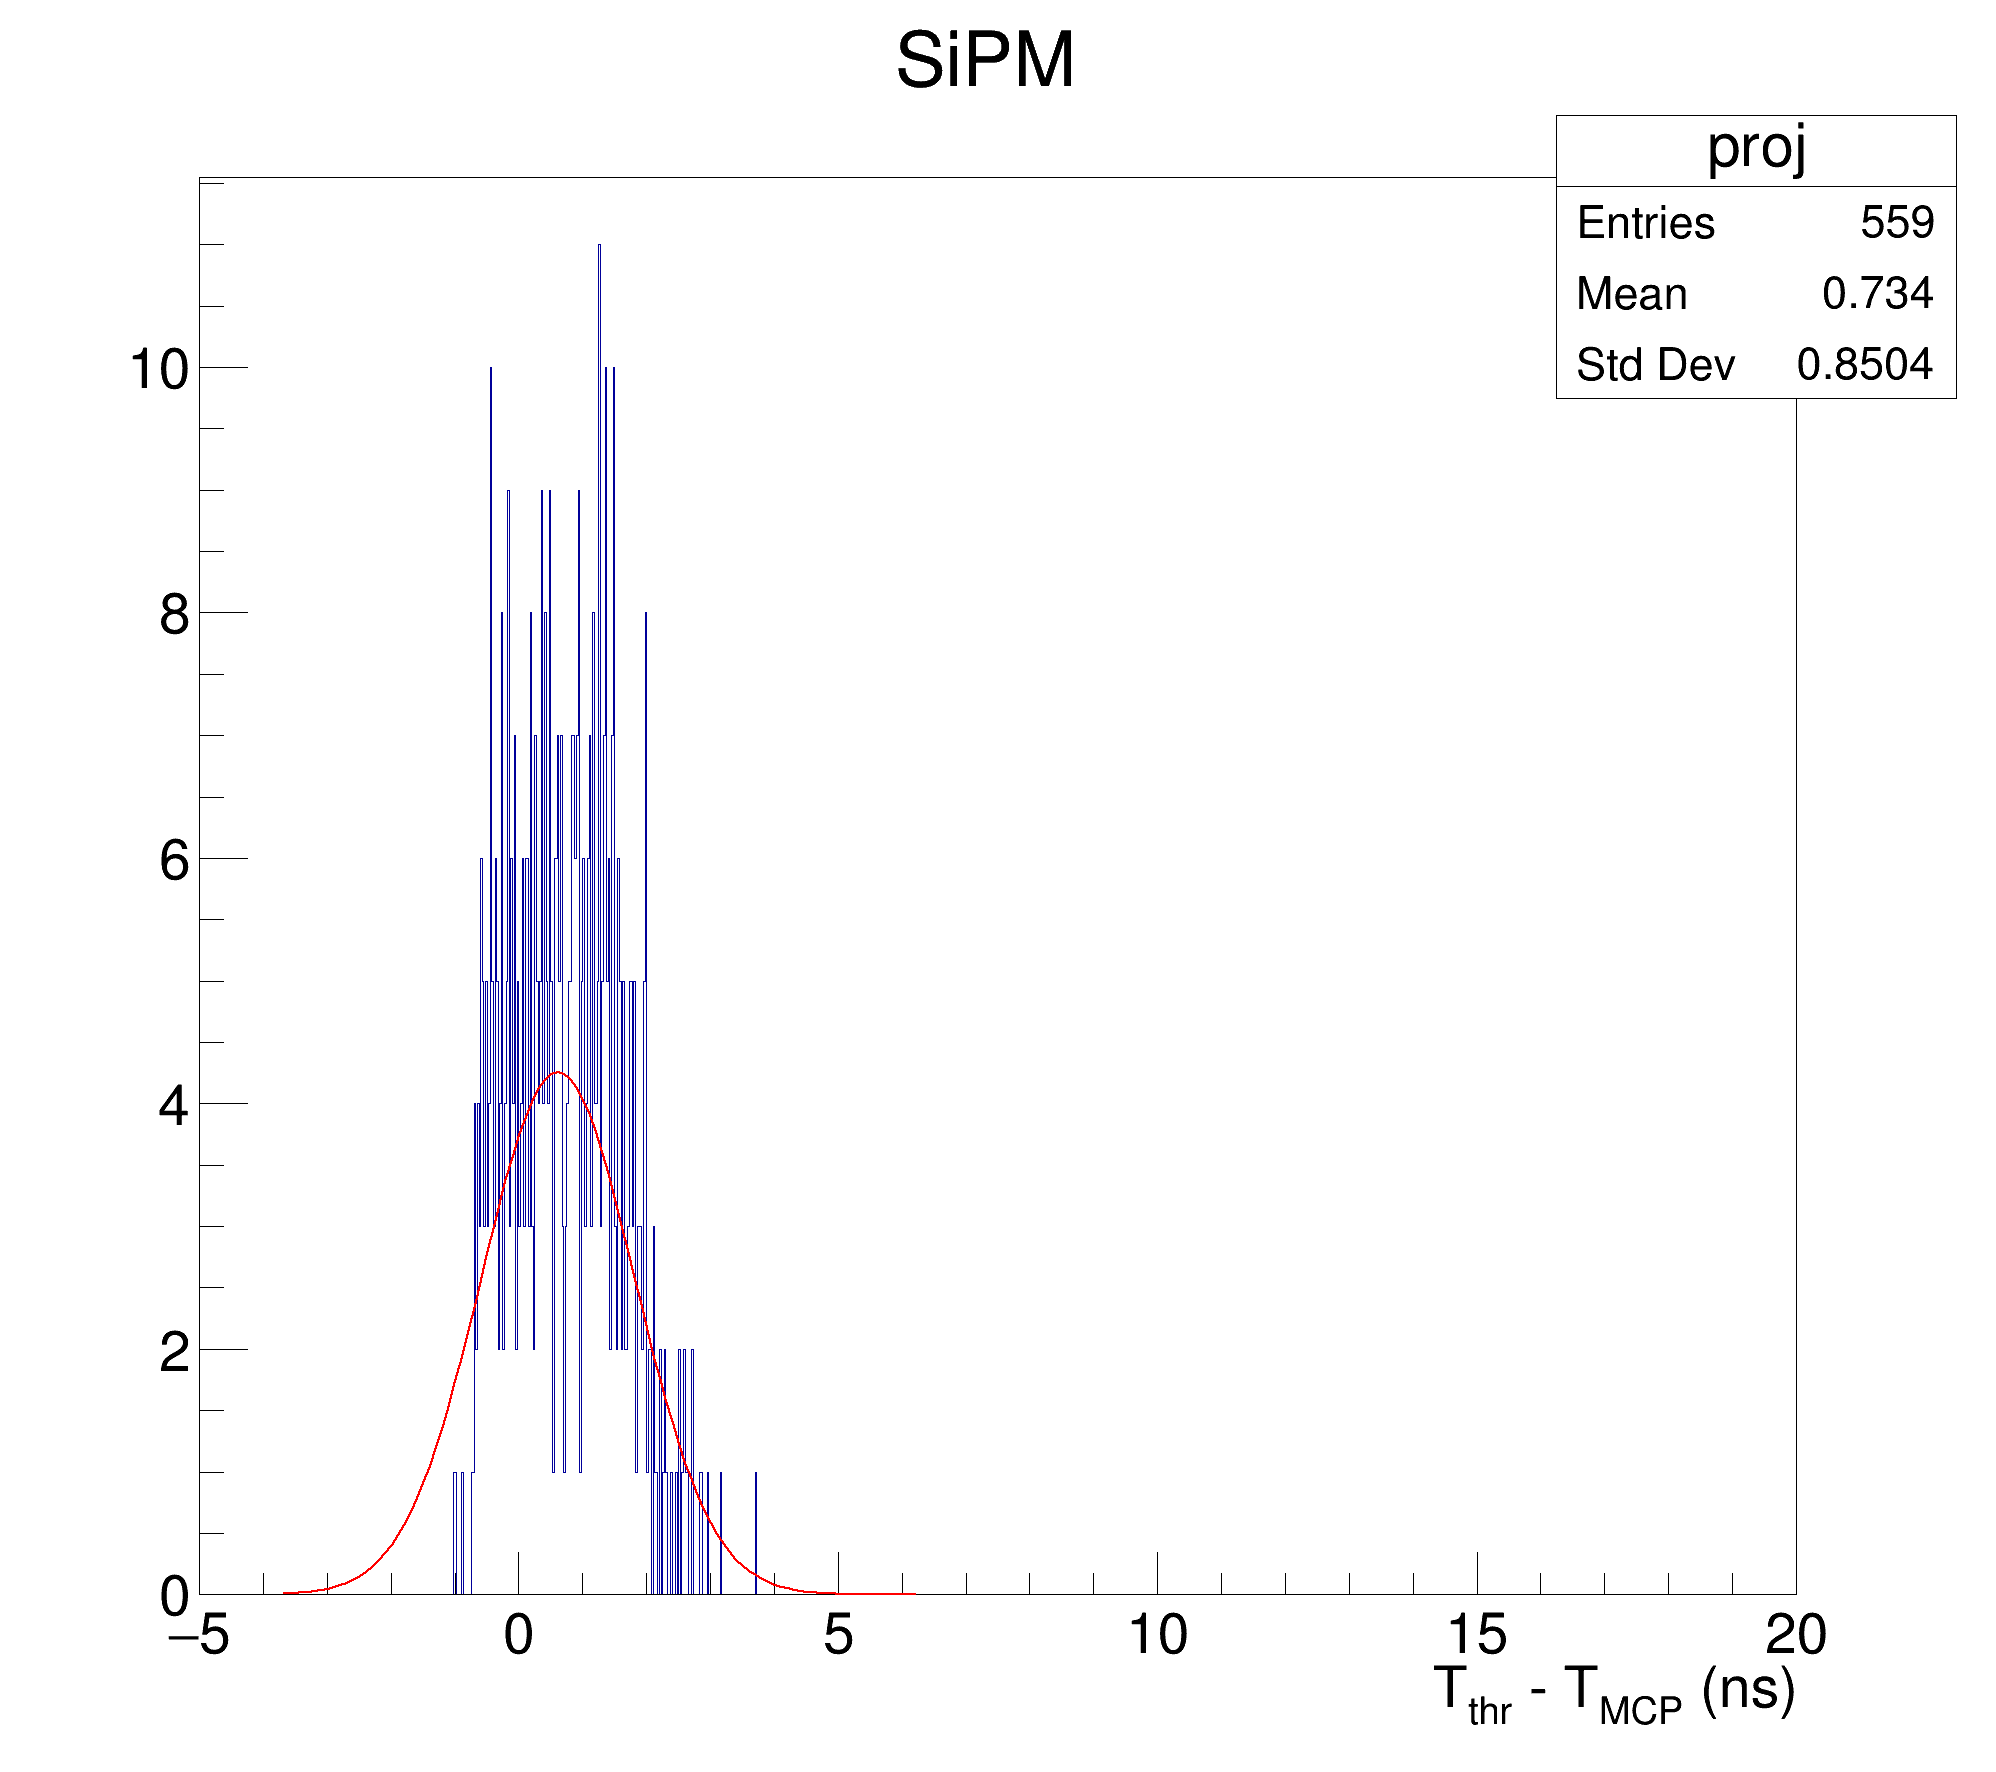 SiPM
proj
Entries 559
Mean 0.734
Std Dev 0.8504
10
8
6
4
2
0
−5 0 5 10 15 20
T_thr - T_MCP (ns)